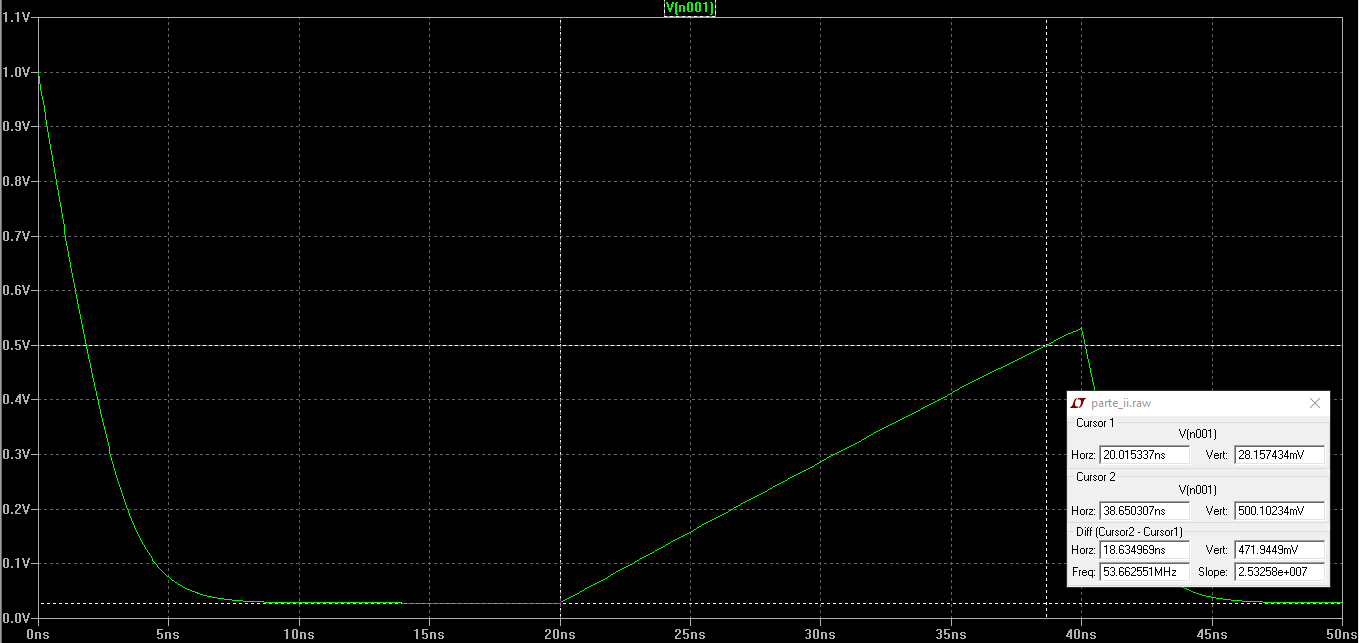 V(n001)
1.1V
1.0V
0.9V
0.8V
0.7V
0.6V
0.5V
0.4V
0.3V
0.2V
0.1V
0.0V
0ns 5ns 10ns 15ns 20ns 25ns 30ns 35ns 40ns 45ns 50ns
parte_ii.raw
Cursor 1
V(n001)
Horz: 20.015337ns Vert: 28.157434mV
Cursor 2
V(n001)
Horz: 38.650307ns Vert: 500.10234mV
Diff (Cursor2 - Cursor1)
Horz: 18.634969ns Vert: 471.9449mV
Freq: 53.662551MHz Slope: 2.53258e+007